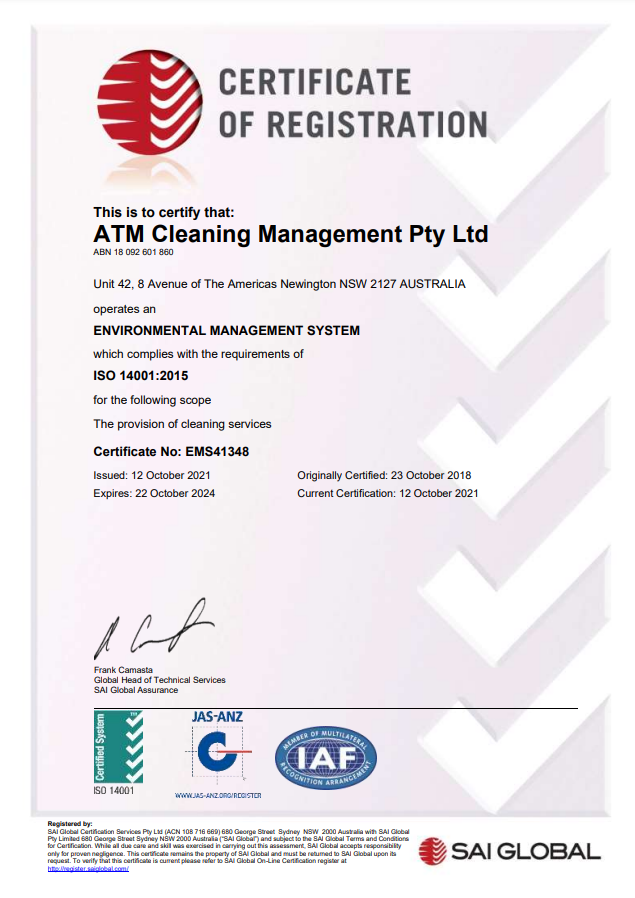 CERTIFICATE
OF REGISTRATION
This is to certify that:
ATM Cleaning Management Pty Ltd
ABN 18 092 601 860
Unit 42, 8 Avenue of The Americas Newington NSW 2127 AUSTRALIA
operates an
ENVIRONMENTAL MANAGEMENT SYSTEM
which complies with the requirements of
ISO 14001:2015
for the following scope
The provision of cleaning services
Certificate No: EMS41348
Issued: 12 October 2021
Originally Certified: 23 October 2018
Expires: 22 October 2024
Current Certification: 12 October 2021
Frank Camasta
Global Head of Technical Services
SAI Global Assurance
Certified System
TM
ISO 14001
JAS-ANZ
C
WWW.JAS-ANZ.ORG/REGISTER
MEMBER OF MULTILATERAL
IAF
RECOGNITION ARRANGEMENT
Registered by:
SAI Global Certification Services Pty Ltd (ACN 108 716 669) 680 George Street Sydney NSW 2000 Australia with SAI Global
Pty Limited 680 George Street Sydney NSW 2000 Australia ("SAI Global") and subject to the SAI Global Terms and Conditions
for Certification. While all due care and skill was exercised in carrying out this assessment, SAI Global accepts responsibility
only for proven negligence. This certificate remains the property of SAI Global and must be returned to SAI Global upon its
request. To verify that this certificate is current please refer to SAI Global On-Line Certification register at
http://register.saiglobal.com/
SAI GLOBAL